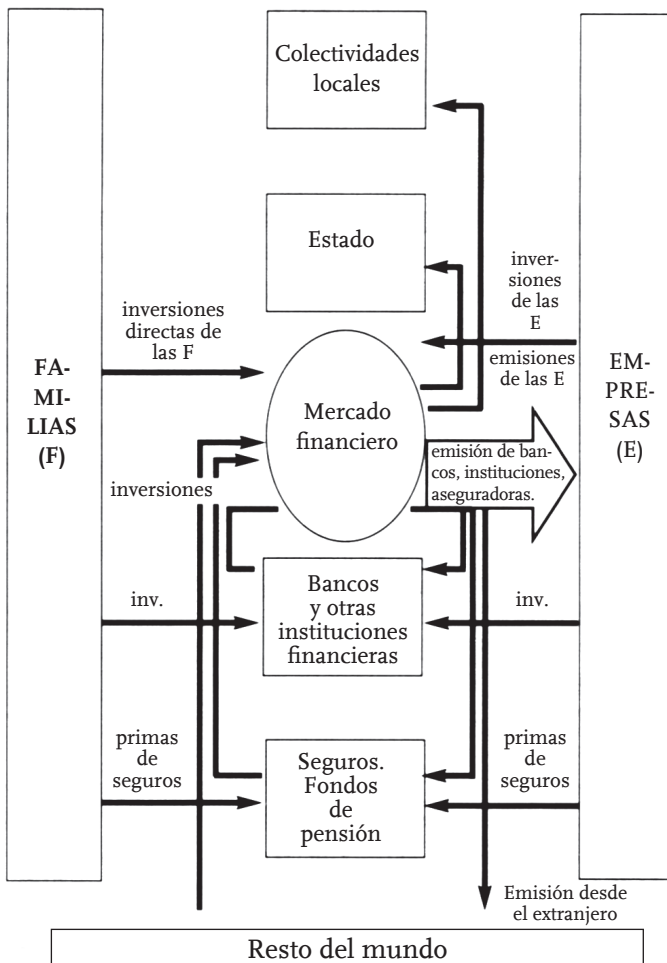 Colectividades
locales
Estado
inversiones
directas de
las F
inver-
siones
de las
E
emisiones
de las E
FA-
MI-
LIAS
(F)
Mercado
financiero
EM-
PRE-
SAS
(E)
emisión de ban-
cos, instituciones,
aseguradoras.
inversiones
Bancos
y otras
instituciones
financieras
inv.
inv.
primas
de
seguros
Seguros.
Fondos
de
pensión
primas
de
seguros
Emisión desde
el extranjero
Resto del mundo